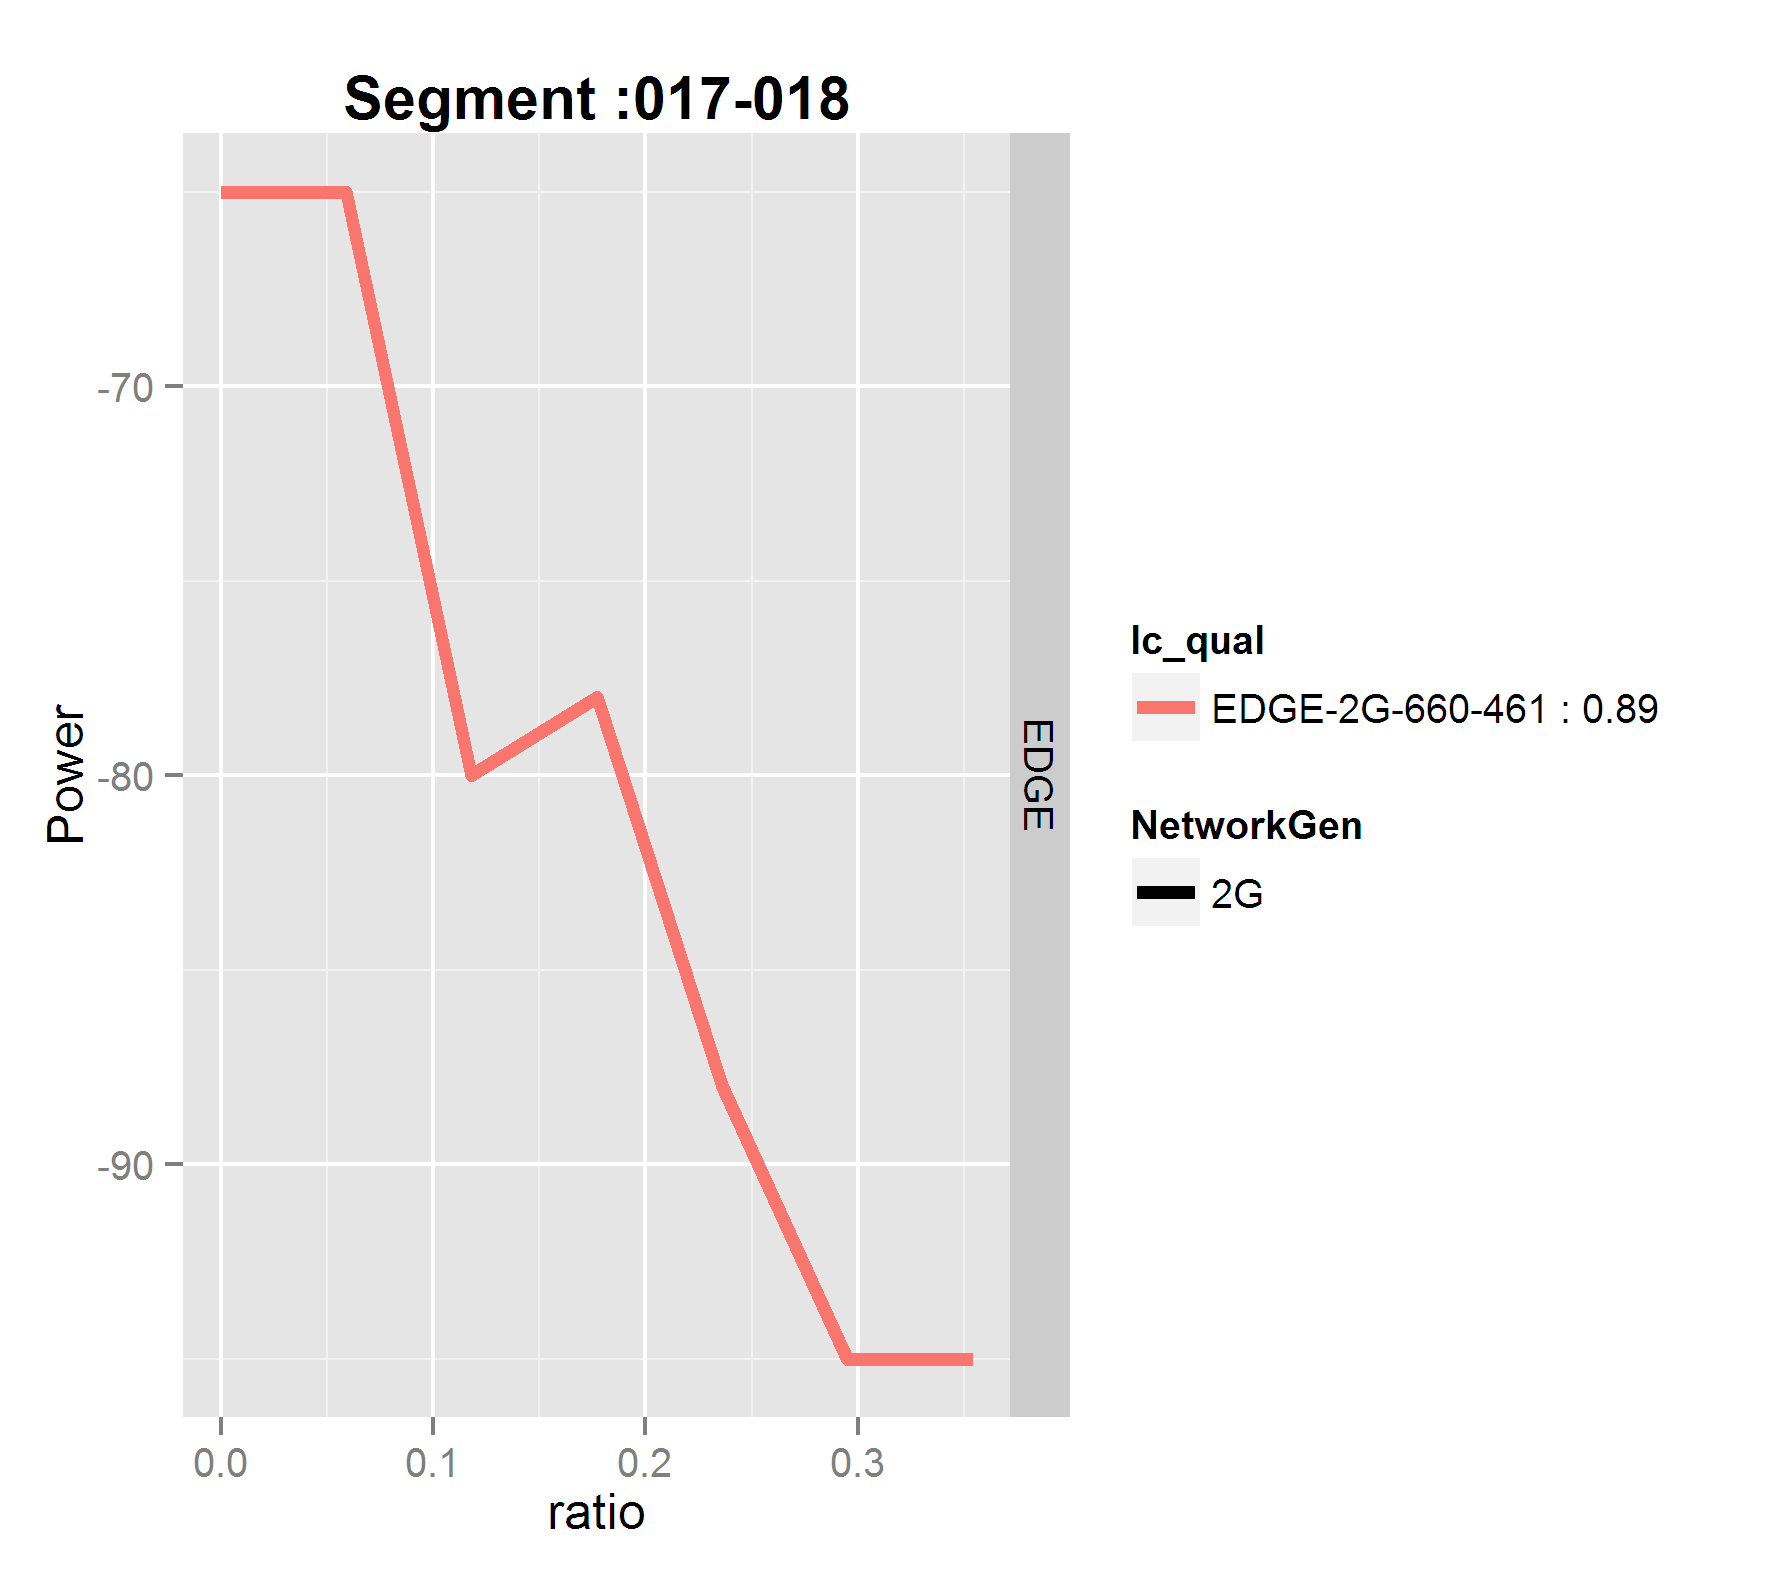 Segment :017-018
-70
-80
-90
Power
0.0 0.1 0.2 0.3
ratio
EDGE
lc_qual
EDGE-2G-660-461 : 0.89
NetworkGen
2G